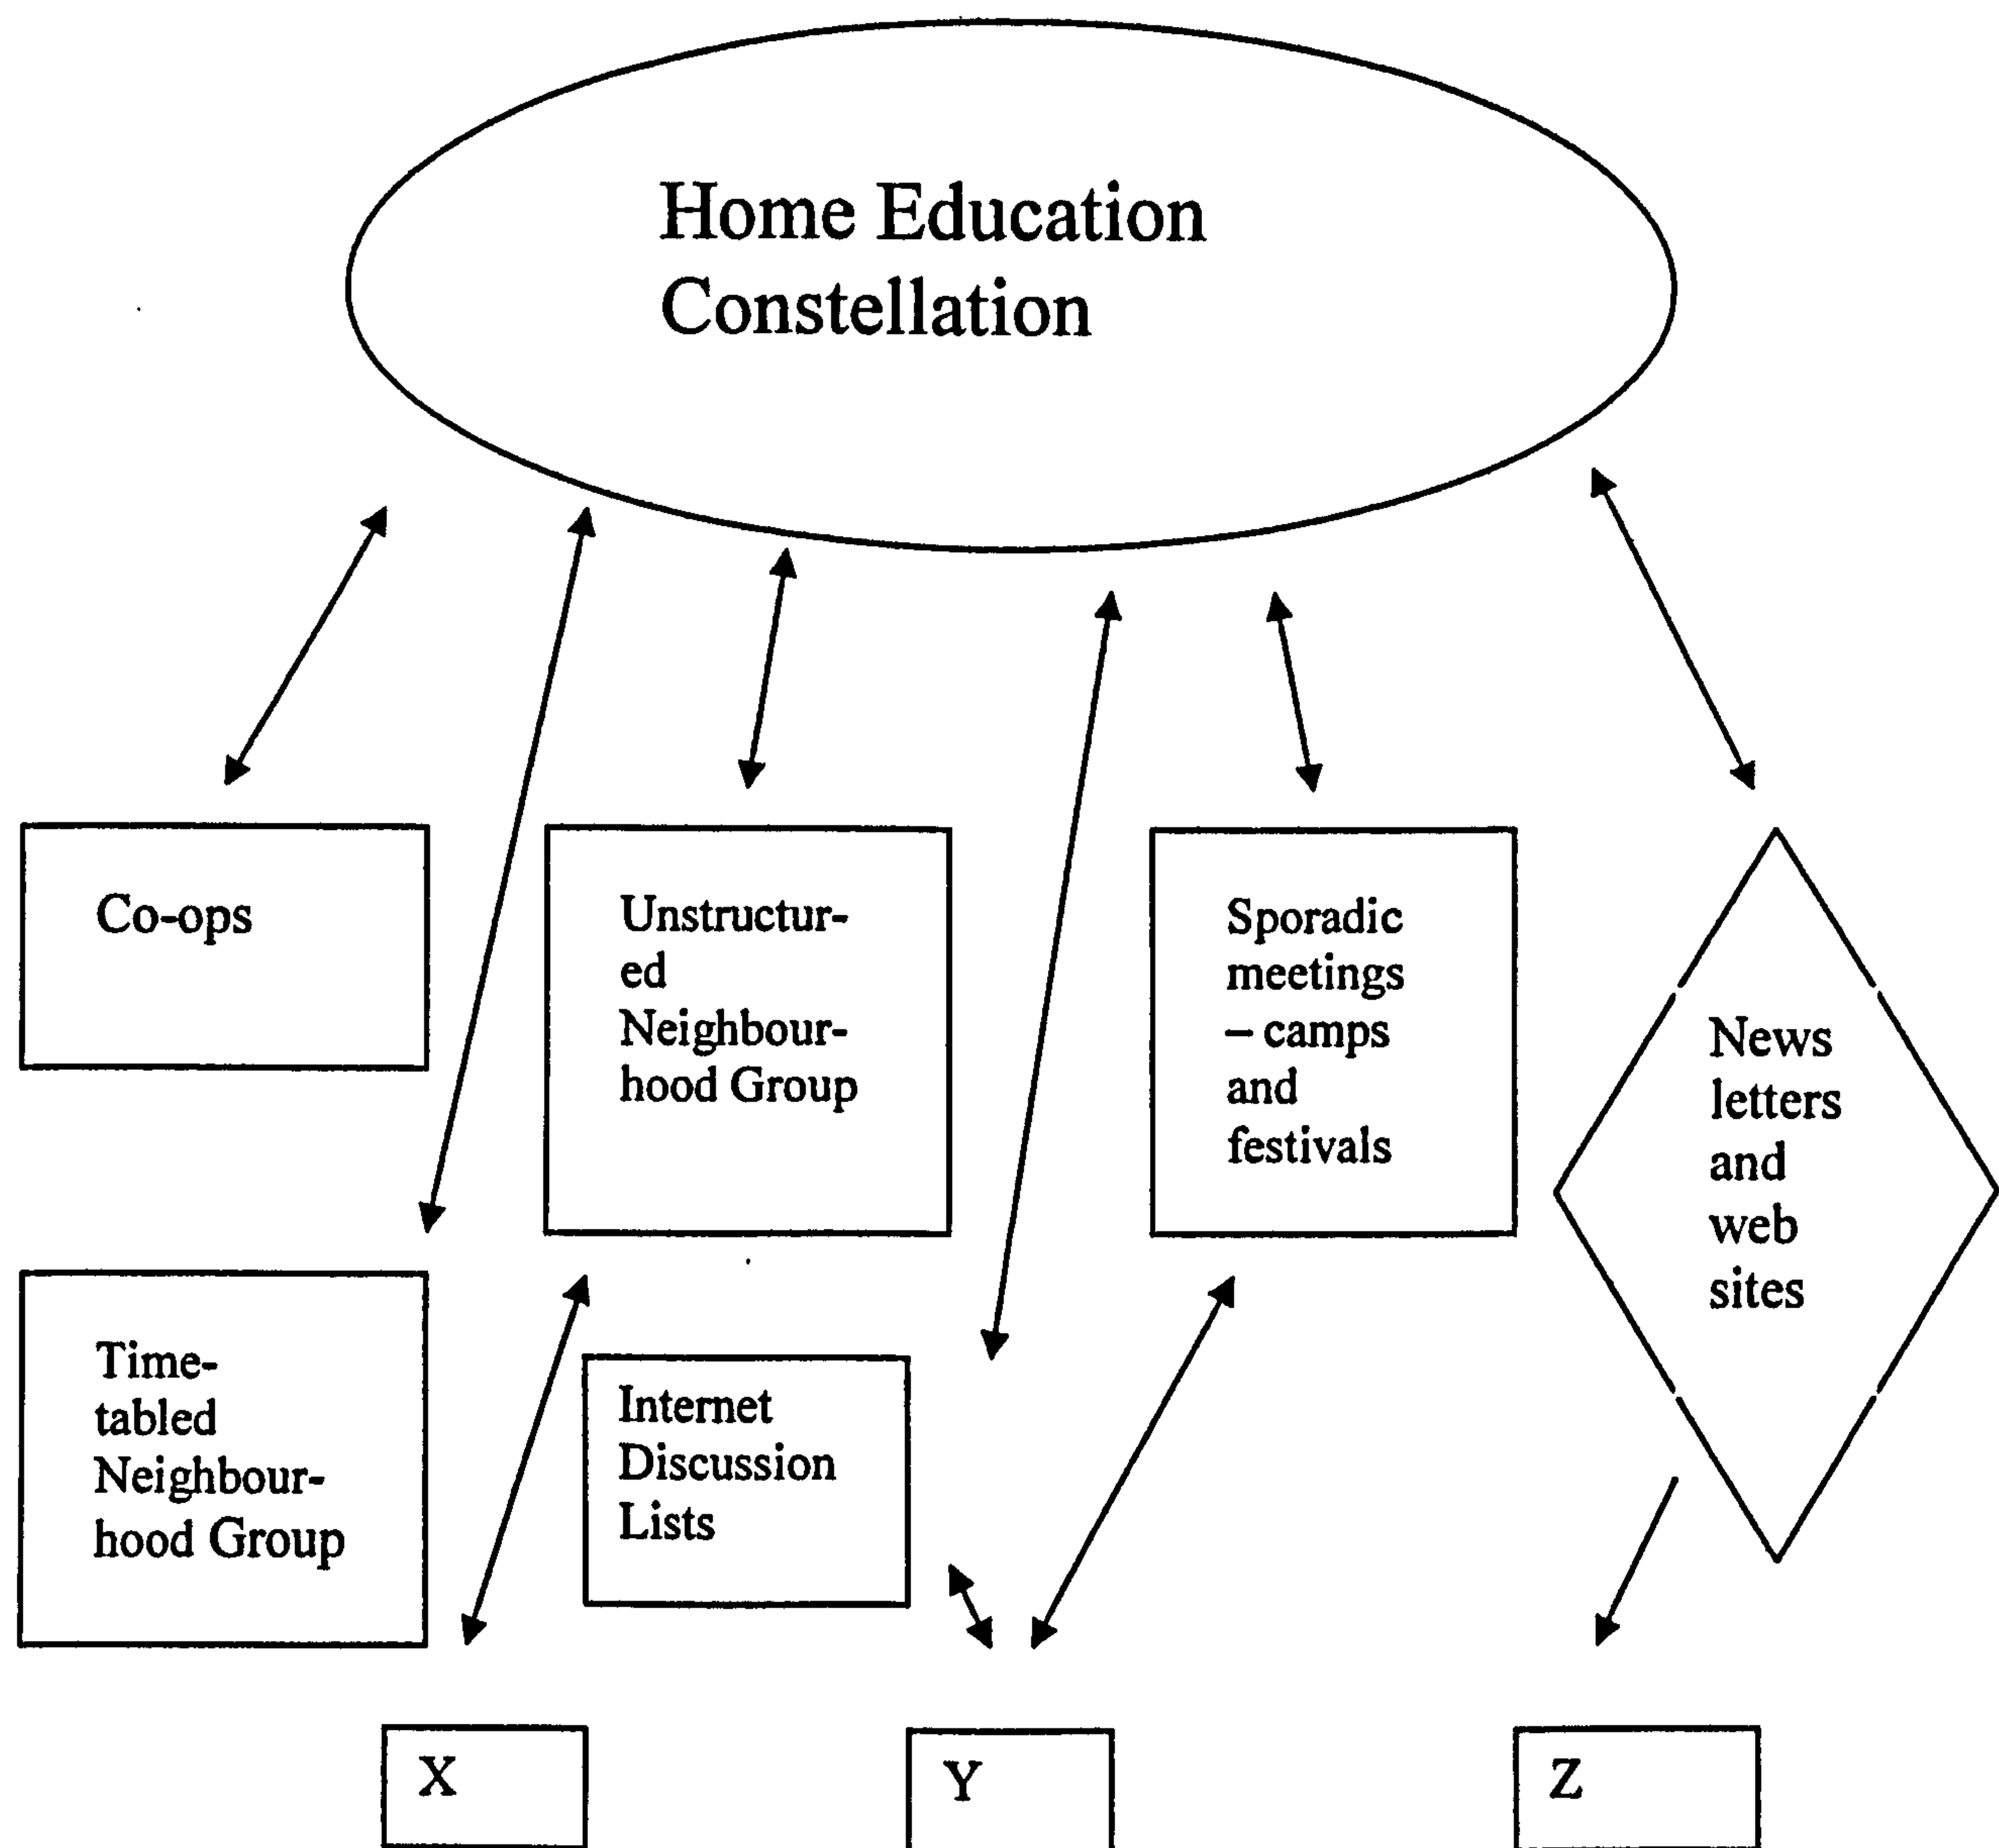 Home Education
Constellation
Co-ops
Unstructur-
ed
Neighbour-
hood Group
Sporadic
meetings
– camps
and
festivals
News
letters
and
web
sites
Time-
tabled
Neighbour-
hood Group
Internet
Discussion
Lists
X
Y
Z